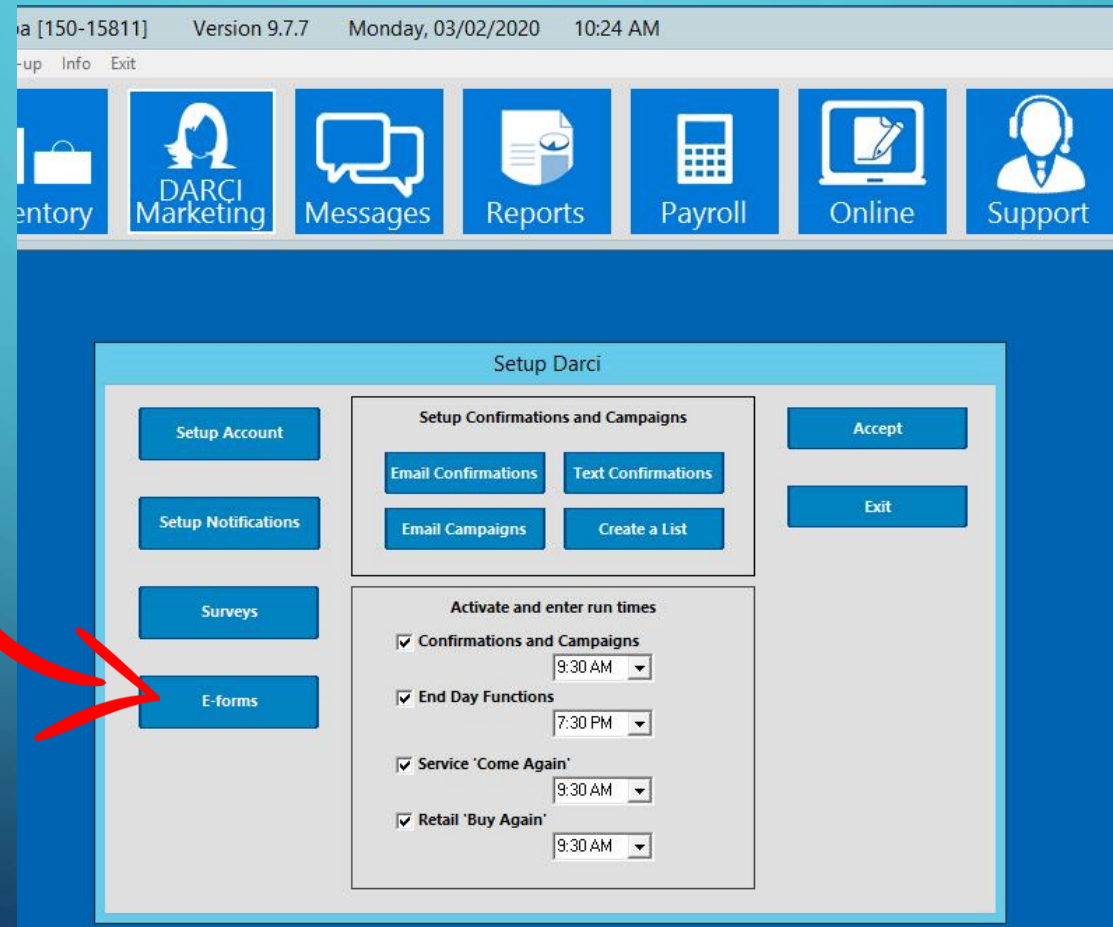 pa [150-15811] Version 9.7.7 Monday, 03/02/2020 10:24 AM
-up Info Exit
entory DARCI Marketing Messages Reports Payroll Online Support
Setup Darci
Setup Account
Setup Notifications
Surveys
E-forms
Setup Confirmations and Campaigns
Email Confirmations Text Confirmations
Email Campaigns Create a List
Activate and enter run times
Confirmations and Campaigns
9:30 AM
End Day Functions
7:30 PM
Service 'Come Again'
9:30 AM
Retail 'Buy Again'
9:30 AM
Accept
Exit